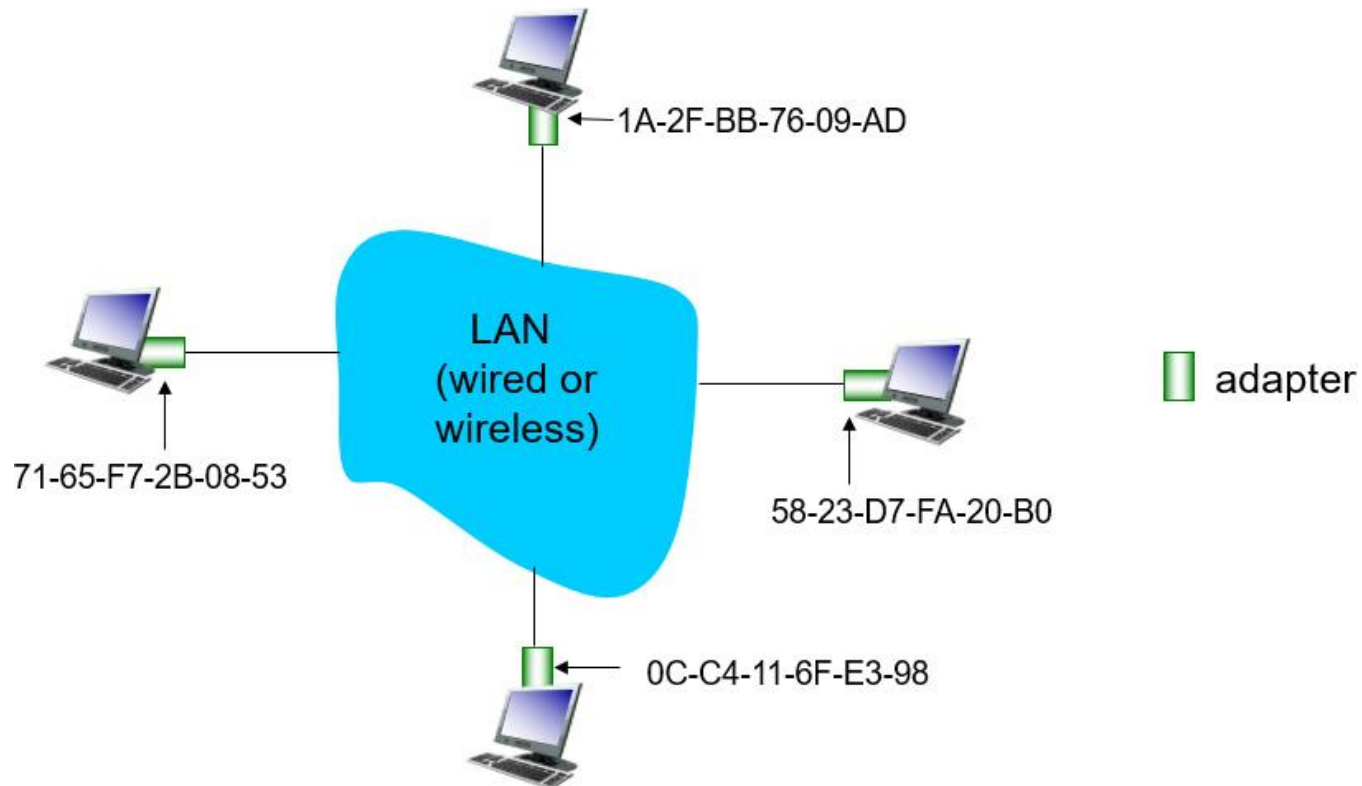 1A-2F-BB-76-09-AD
LAN
(wired or
wireless)
adapter
71-65-F7-2B-08-53
58-23-D7-FA-20-B0
0C-C4-11-6F-E3-98